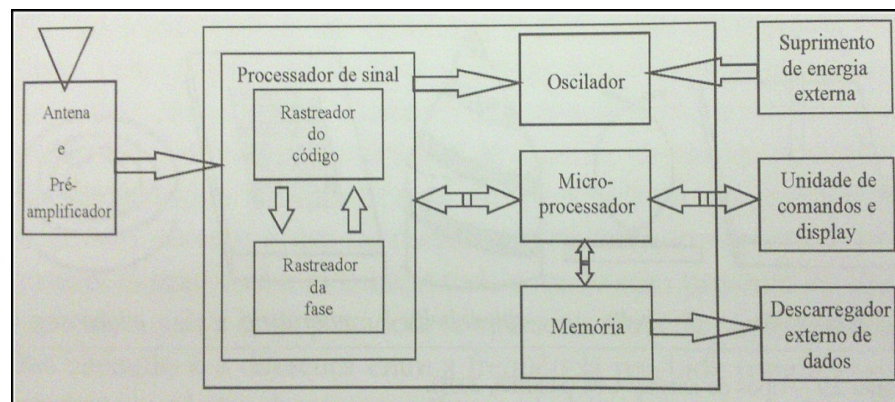 Antena
e
Pré-
amplificador
Processador de sinal
Rastreador
do
código
Rastreador
da
fase
Oscilador
Micro-
processador
Memória
Suprimento
de energia
externa
Unidade de
comandos e
display
Descarregador
externo de
dados